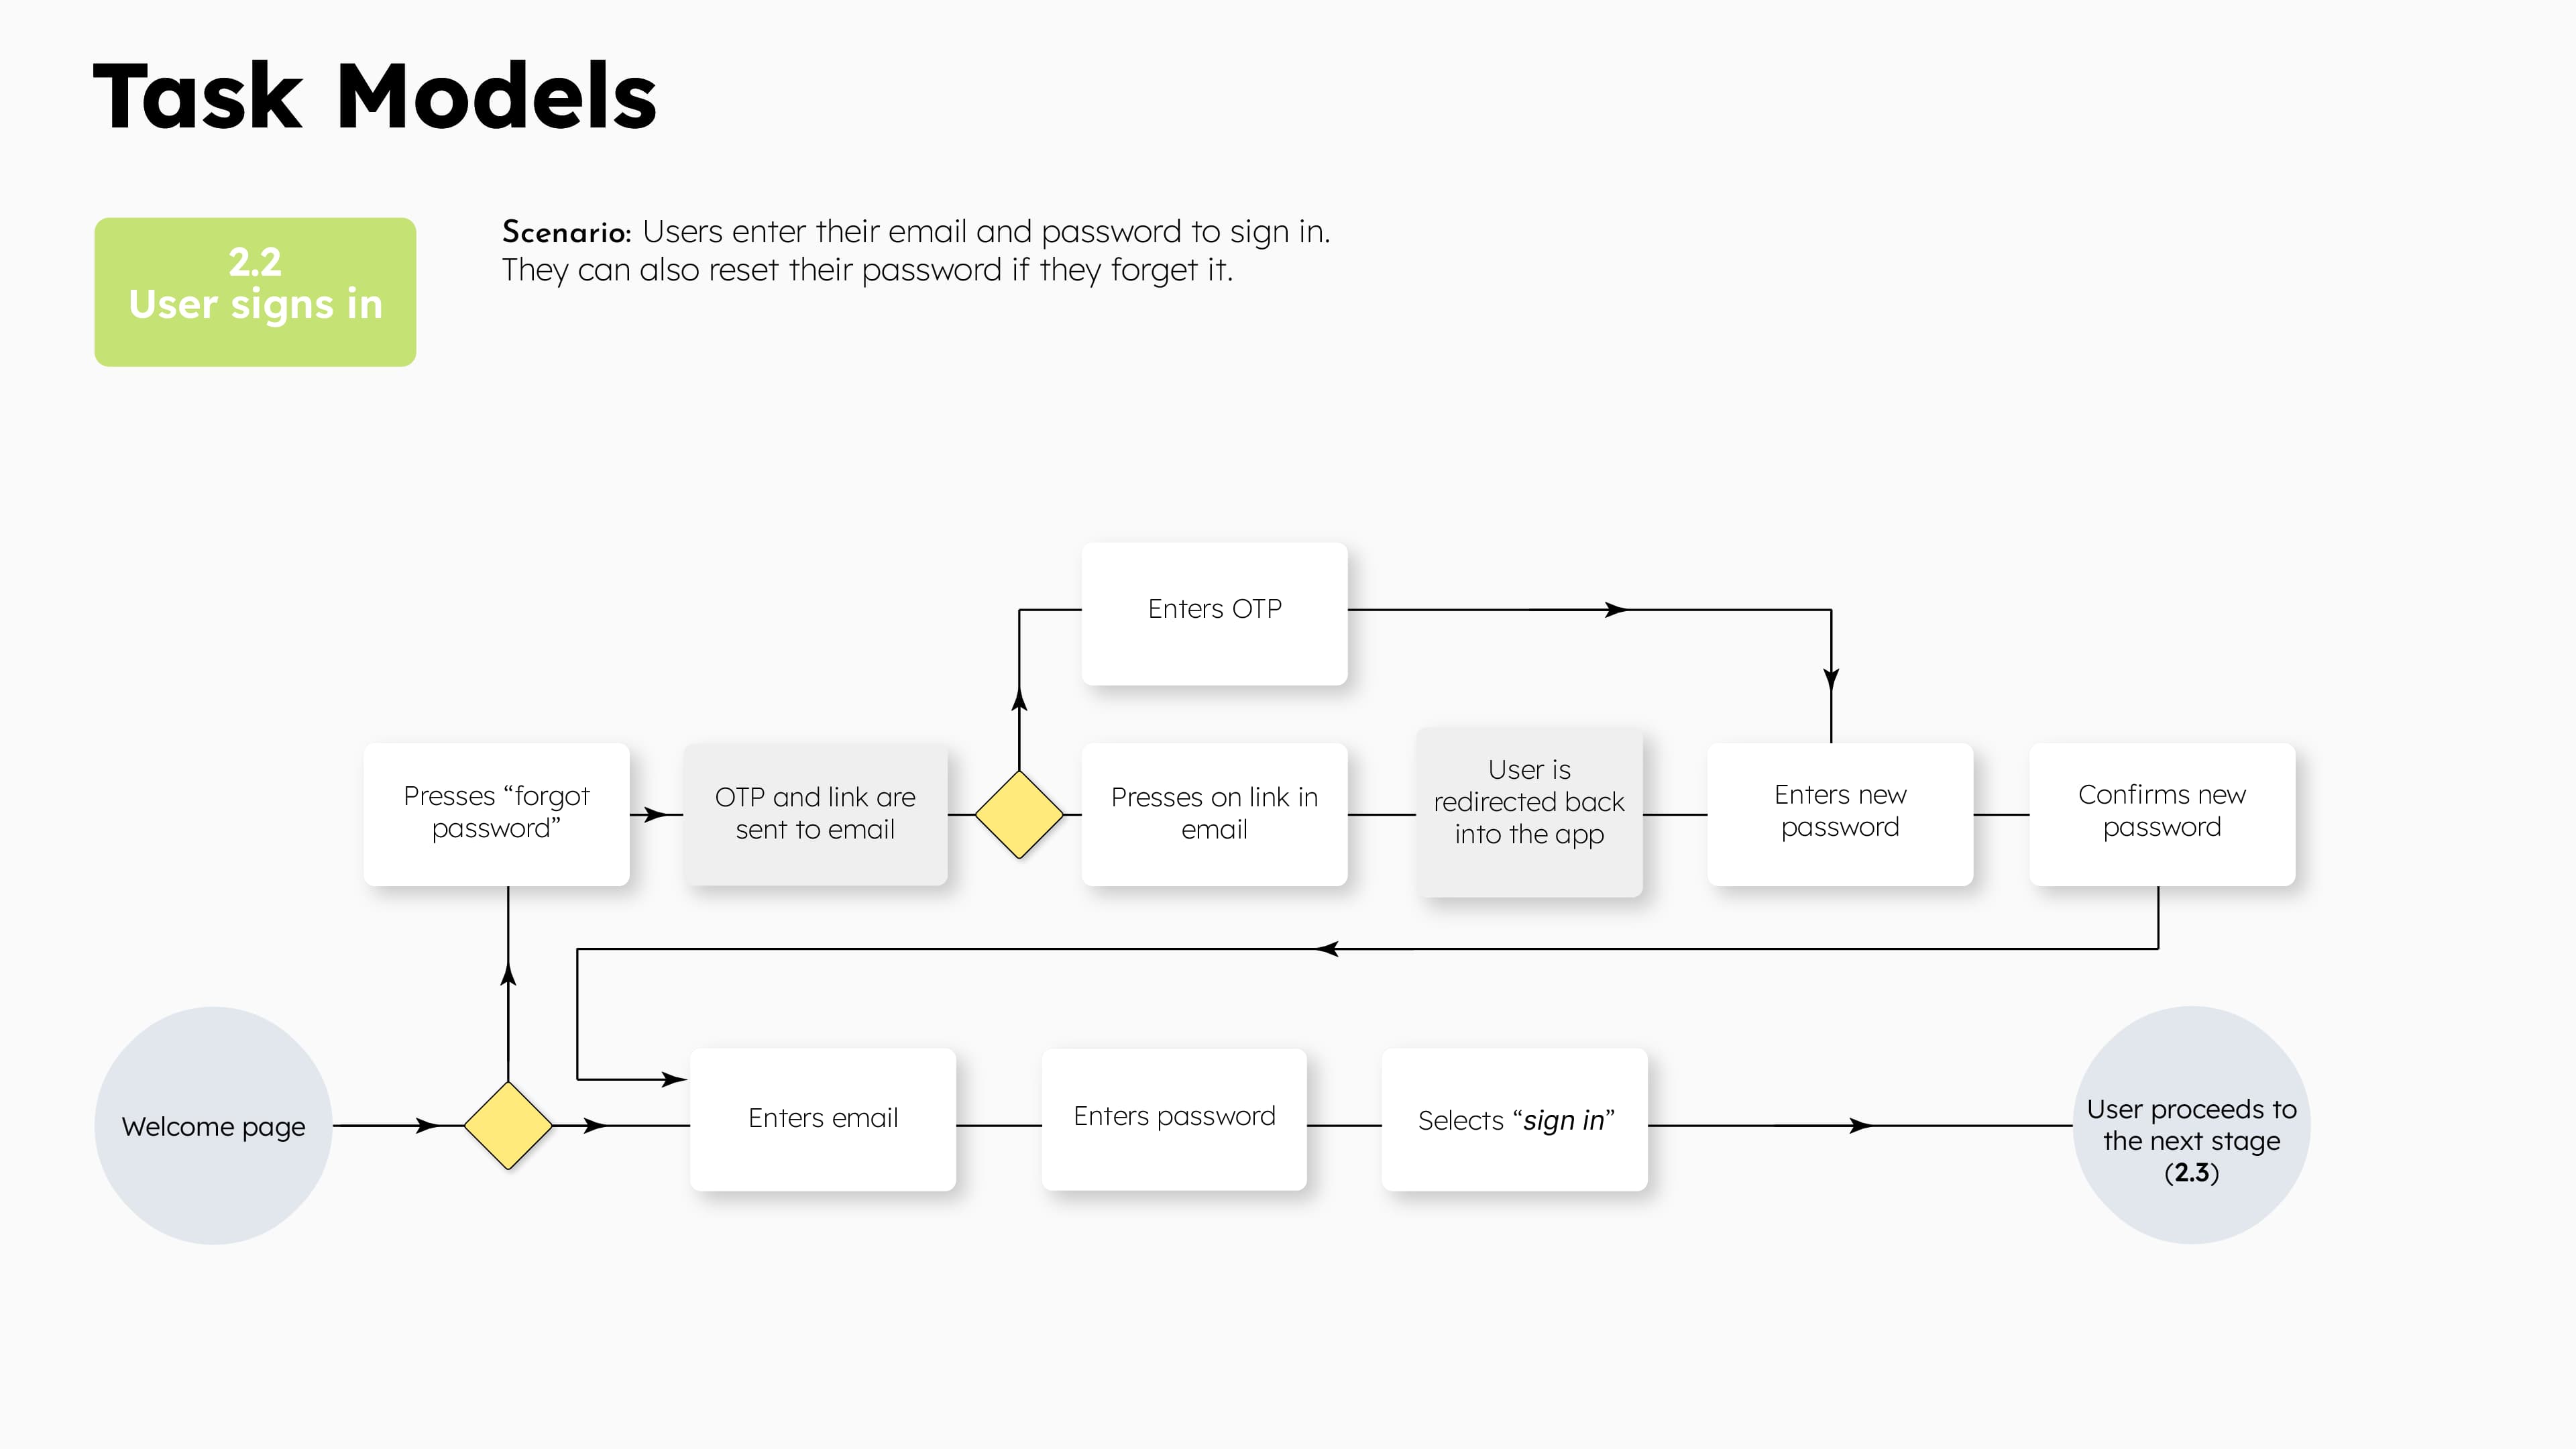 Task Models
2.2
User signs in
Scenario: Users enter their email and password to sign in.
They can also reset their password if they forget it.
Enters OTP
Presses “forgot
password”
OTP and link are
sent to email
Presses on link in
email
User is
redirected back
into the app
Enters new
password
Confirms new
password
Welcome page
Enters email
Enters password
Selects “sign in”
User proceeds to
the next stage
(2.3)